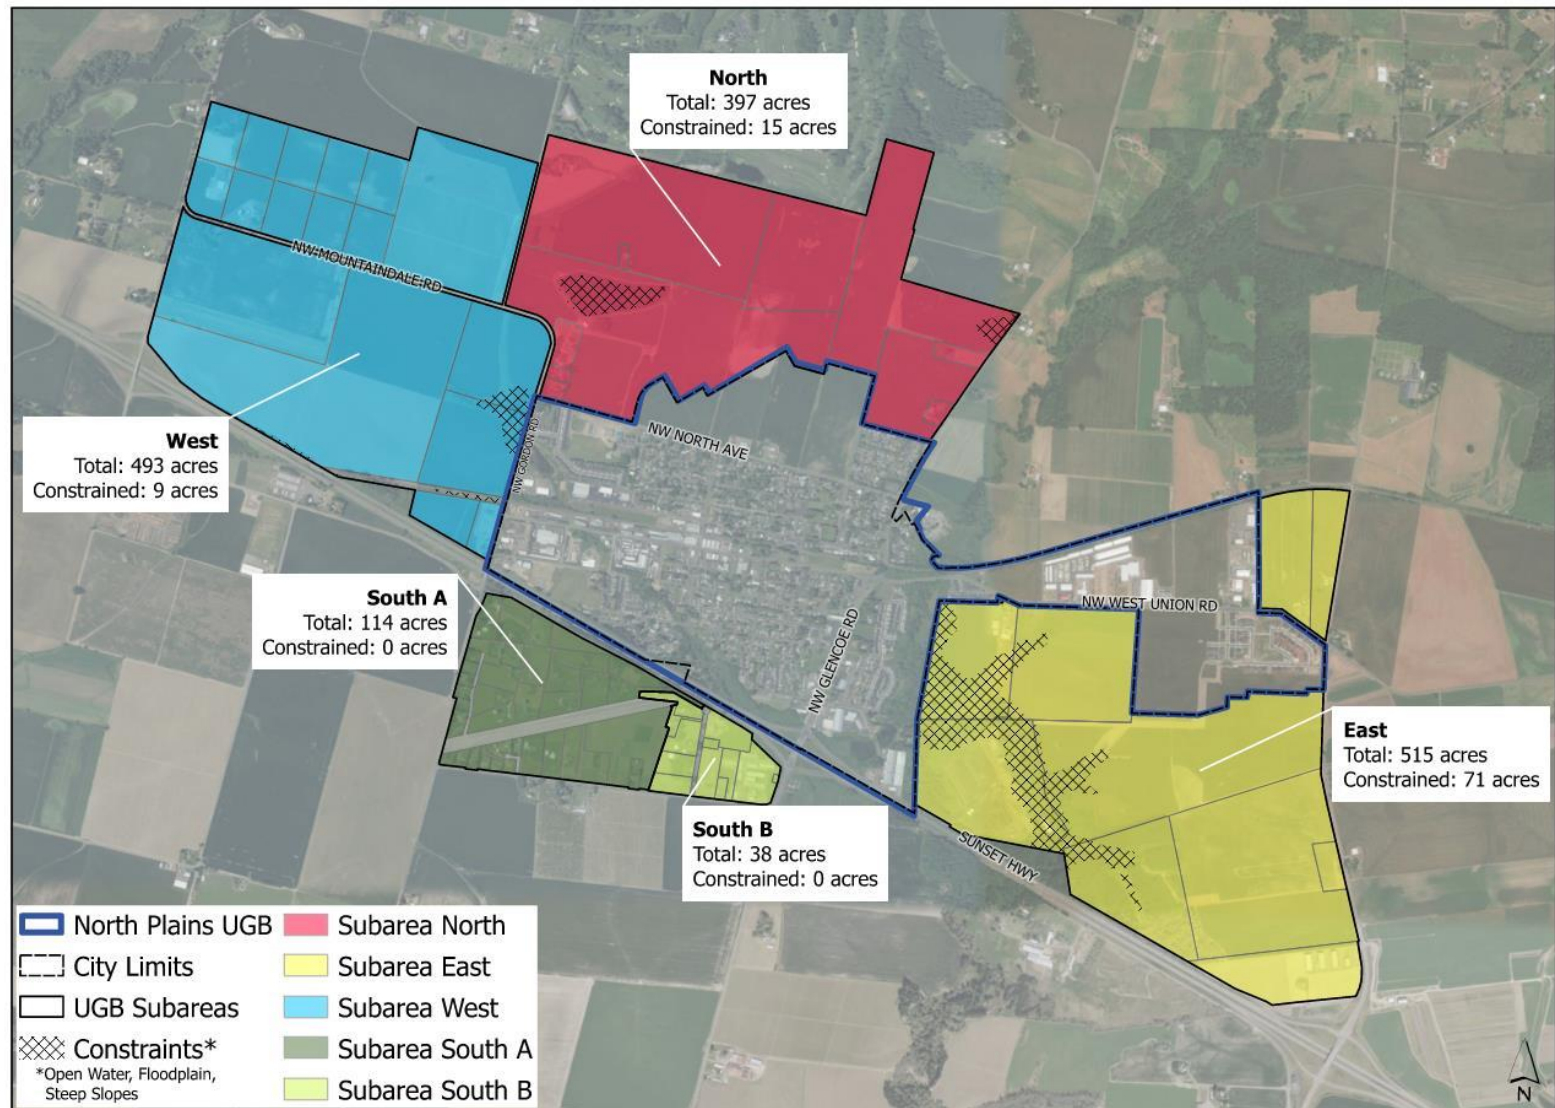 North
Total: 397 acres
Constrained: 15 acres
NW MOUNTAINDALE RD
West
Total: 493 acres
Constrained: 9 acres
NW GORDON RD
NW NORTH AVE
South A
Total: 114 acres
Constrained: 0 acres
NW GLENCOE RD
NW WEST UNION RD
East
Total: 515 acres
Constrained: 71 acres
South B
Total: 38 acres
Constrained: 0 acres
SUNSET HWY
North Plains UGB
City Limits
UGB Subareas
Constraints*
*Open Water, Floodplain,
Steep Slopes
Subarea North
Subarea East
Subarea West
Subarea South A
Subarea South B
N